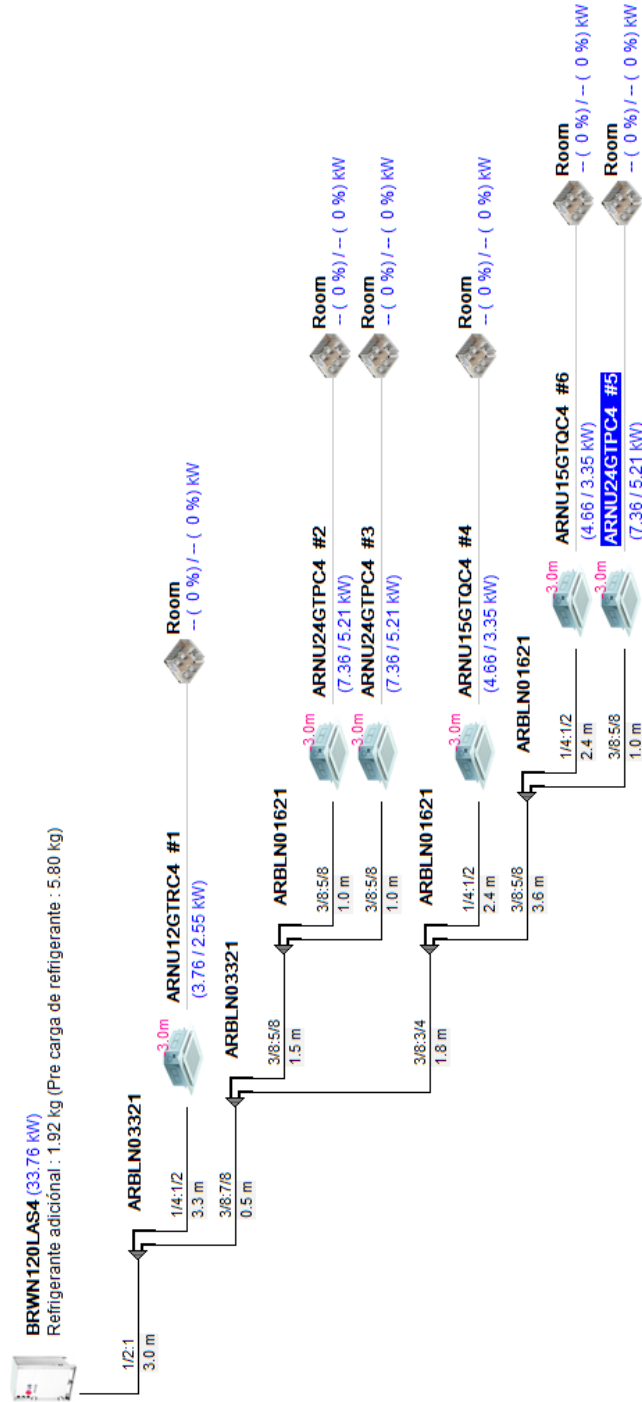 BRWN120LAS4 (33.76 kW)
Refrigerante adiciónal : 1.92 kg (Pre carga de refrigerante : 5.80 kg)
1/2:1
3.0 m
ARBLN03321
1/4:1/2
3.3 m
-3.0m
ARNU12GTRC4 #1
(3.76 / 2.55 kW)
Room
-- ( 0 %) / -- ( 0 %) kW
3/8:7/8
0.5 m
ARBLN03321
3/8:5/8
1.5 m
ARBLN01621
3/8:5/8
1.0 m
-3.0m
ARNU24GTPC4 #2
(7.36 / 5.21 kW)
Room
-- ( 0 %) / -- ( 0 %) kW
3/8:5/8
1.0 m
-3.0m
ARNU24GTPC4 #3
(7.36 / 5.21 kW)
Room
-- ( 0 %) / -- ( 0 %) kW
3/8:3/4
1.8 m
ARBLN01621
1/4:1/2
2.4 m
-3.0m
ARNU15GTQC4 #4
(4.66 / 3.35 kW)
Room
-- ( 0 %) / -- ( 0 %) kW
3/8:5/8
3.6 m
ARBLN01621
1/4:1/2
2.4 m
-3.0m
ARNU15GTQC4 #6
(4.66 / 3.35 kW)
Room
-- ( 0 %) / -- ( 0 %) kW
3/8:5/8
1.0 m
-3.0m
ARNU24GTPC4 #5
(7.36 / 5.21 kW)
Room
-- ( 0 %) / -- ( 0 %) kW